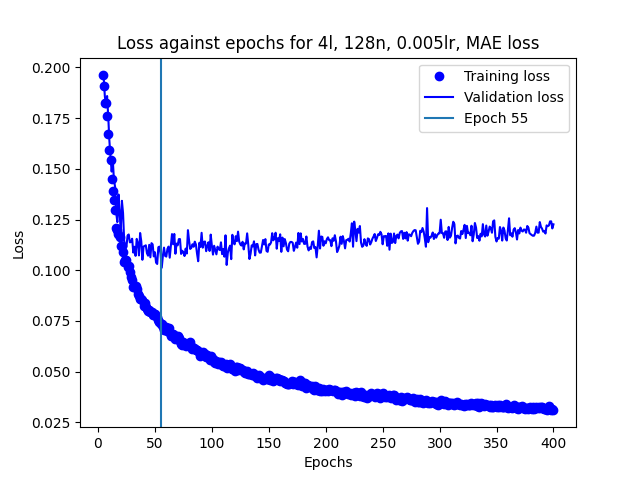 Loss against epochs for 4l, 128n, 0.005lr, MAE loss
Training loss
Validation loss
Epoch 55
Loss
0.200
0.175
0.150
0.125
0.100
0.075
0.050
0.025
0 50 100 150 200 250 300 350 400
Epochs